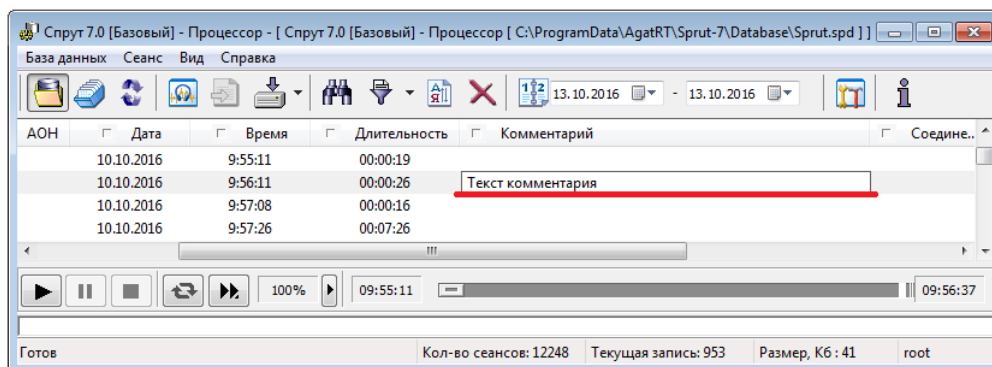 Спрут 7.0 [Базовый] - Процессор - [ Спрут 7.0 [Базовый] - Процессор [ C:\ProgramData\AgatRT\Sprut-7\Database\Sprut.spd ] ]
База данных Сеанс Вид Справка
13.10.2016 - 13.10.2016
АОН Дата Время Длительность Комментарий Соедине..
10.10.2016 9:55:11 00:00:19
10.10.2016 9:56:11 00:00:26 Текст комментария
10.10.2016 9:57:08 00:00:16
10.10.2016 9:57:26 00:07:26
100% 09:55:11 09:56:37
Готов Кол-во сеансов: 12248 Текущая запись: 953 Размер, Кб : 41 root